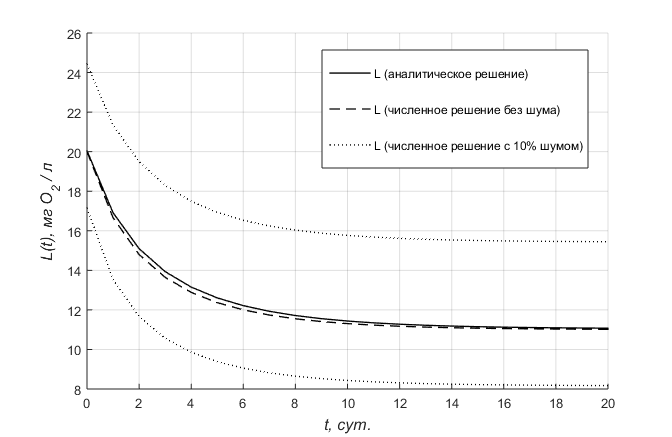 26
24
22
20
18
16
14
12
10
8
L(t), мг O2 / л
L (аналитическое решение)
L (численное решение без шума)
L (численное решение с 10% шумом)
0 2 4 6 8 10 12 14 16 18 20
t, сут.